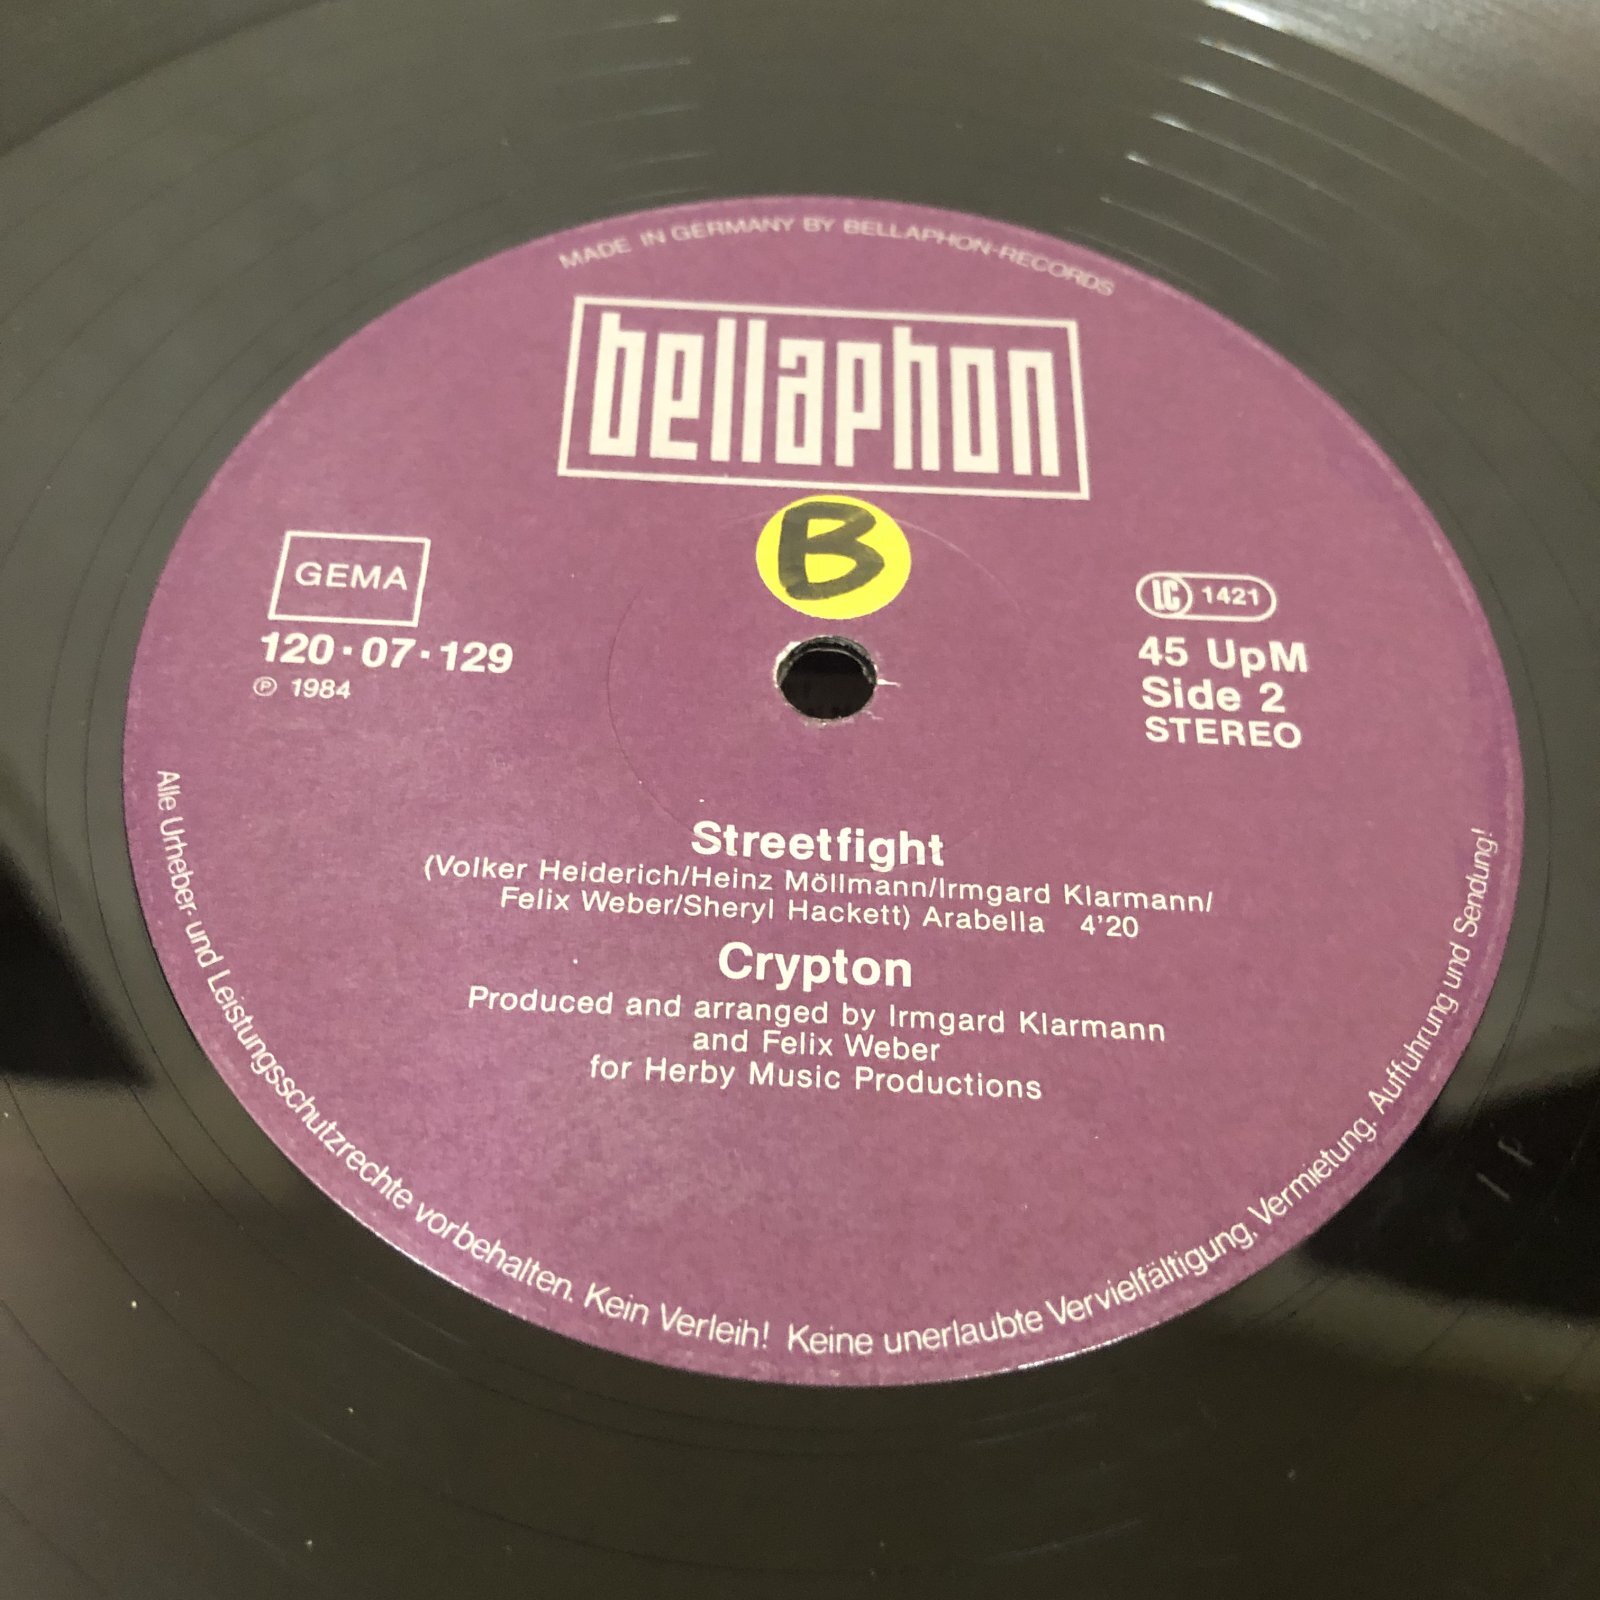 MADE IN GERMANY BY BELLAPHON-RECORDS
bellaphon
B
GEMA
120·07·129
℗ 1984
LC 1421
45 UpM
Side 2
STEREO
Streetfight
(Volker Heiderich/Heinz Möllmann/Irmgard Klarmann/
Felix Weber/Sheryl Hackett) Arabella 4'20
Crypton
Produced and arranged by Irmgard Klarmann
and Felix Weber
for Herby Music Productions
Alle Urheber- und Leistungsschutzrechte vorbehalten. Kein Verleih! Keine unerlaubte Vervielfältigung, Vermietung. Aufführung und Sendung!